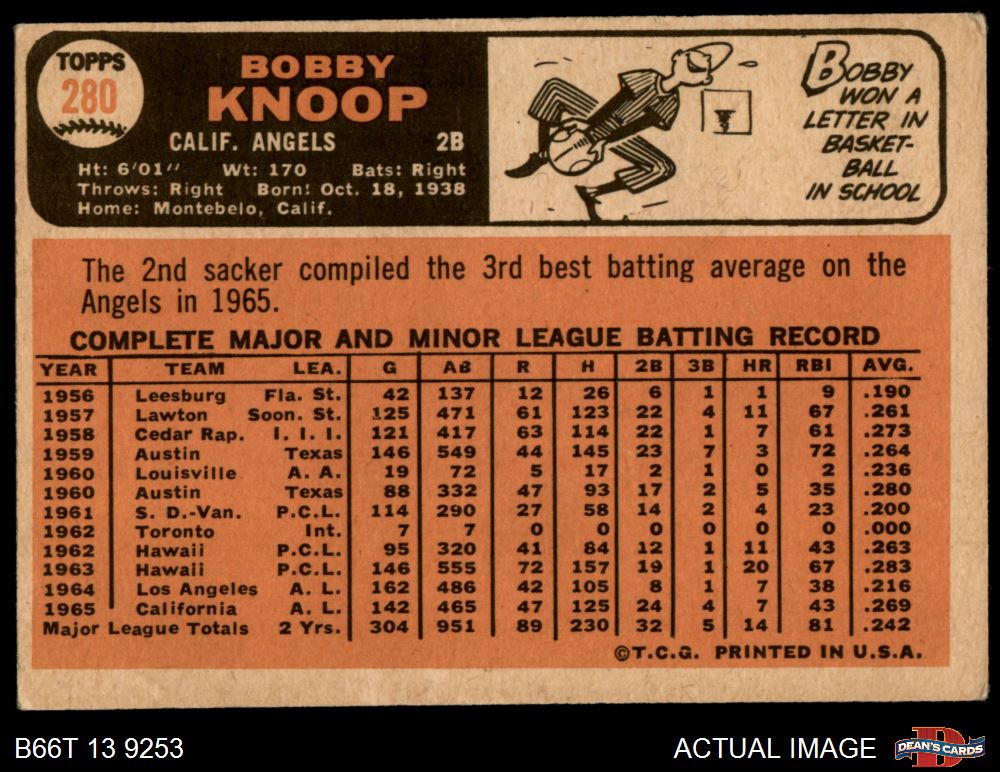 TOPPS
280
BOBBY
KNOOP
CALIF. ANGELS 2B
Ht: 6'01" Wt: 170 Bats: Right
Throws: Right Born: Oct. 18, 1938
Home: Montebelo, Calif.
BOBBY
WON A
LETTER IN
BASKET-
BALL
IN SCHOOL
The 2nd sacker compiled the 3rd best batting average on the
Angels in 1965.
COMPLETE MAJOR AND MINOR LEAGUE BATTING RECORD
YEAR TEAM LEA. G AB R H 2B 3B HR RBI AVG.
1956 Leesburg Fla. St. 42 137 12 26 6 1 1 9 .190
1957 Lawton Soon. St. 125 471 61 123 22 4 11 67 .261
1958 Cedar Rap. I. I. I. 121 417 63 114 22 1 7 61 .273
1959 Austin Texas 146 549 44 145 23 7 3 72 .264
1960 Louisville A. A. 19 72 5 17 2 1 0 2 .236
1960 Austin Texas 88 332 47 93 17 2 5 35 .280
1961 S. D.-Van. P.C.L. 114 290 27 58 14 2 4 23 .200
1962 Toronto Int. 7 7 0 0 0 0 0 0 .000
1962 Hawaii P.C.L. 95 320 41 84 12 1 11 43 .263
1963 Hawaii P.C.L. 146 555 72 157 19 1 20 67 .283
1964 Los Angeles A. L. 162 486 42 105 8 1 7 38 .216
1965 California A. L. 142 465 47 125 24 4 7 43 .269
Major League Totals 2 Yrs. 304 951 89 230 32 5 14 81 .242
©T.C.G. PRINTED IN U.S.A.
B66T 13 9253
ACTUAL IMAGE
D
DEAN'S CARDS